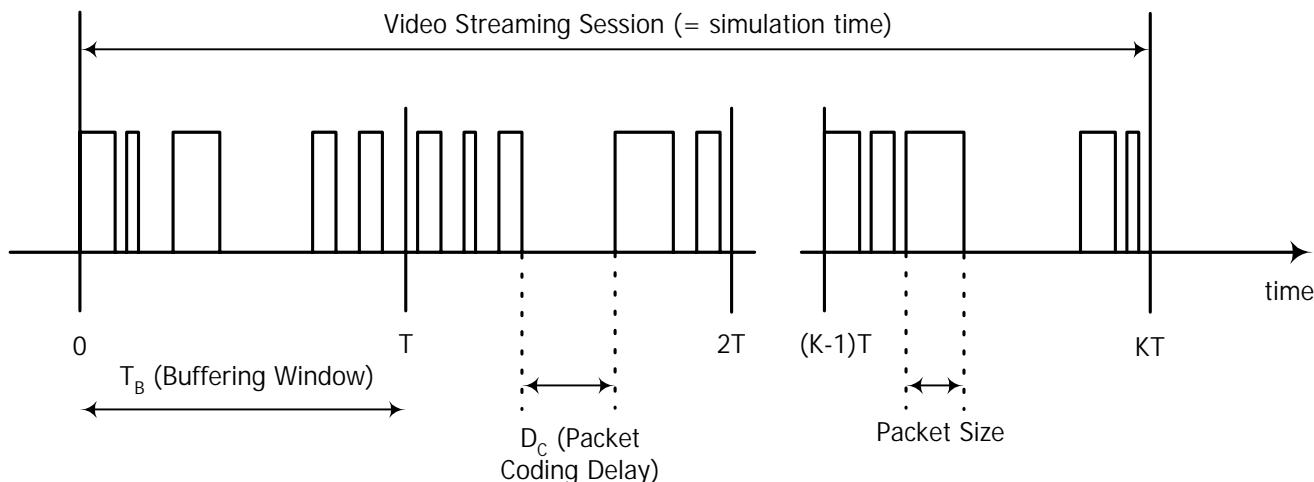 Video Streaming Session (= simulation time)
time
0
T
2T
(K-1)T
KT
T_B (Buffering Window)
D_C (Packet
Coding Delay)
Packet Size